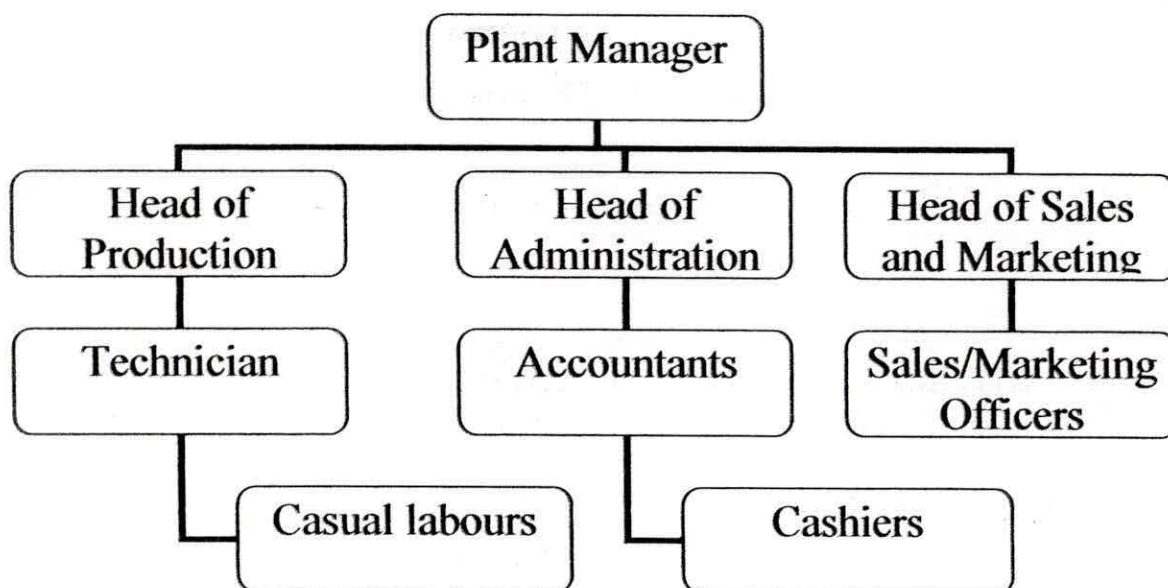 Plant Manager
Head of
Production
Head of
Administration
Head of Sales
and Marketing
Technician
Accountants
Sales/Marketing
Officers
Casual labours
Cashiers